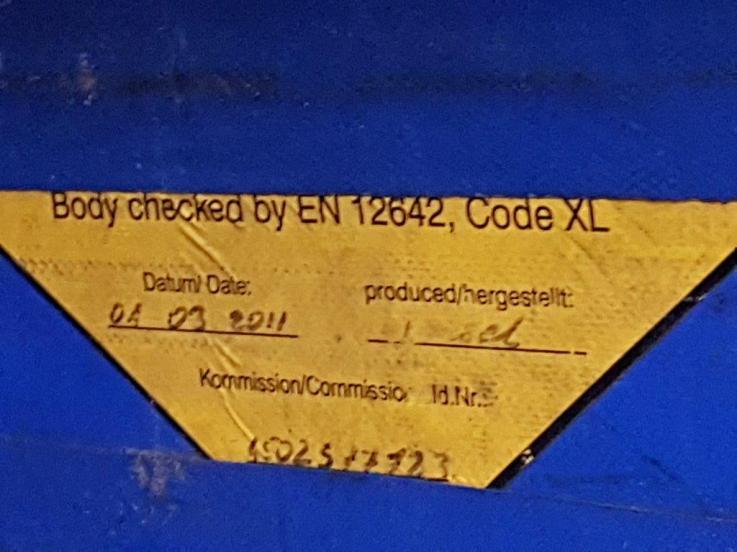 Body checked by EN 12642, Code XL
Datum/ Date:
produced/hergestellt:
03 2011
Kommission/Commissio Id.Nr.: